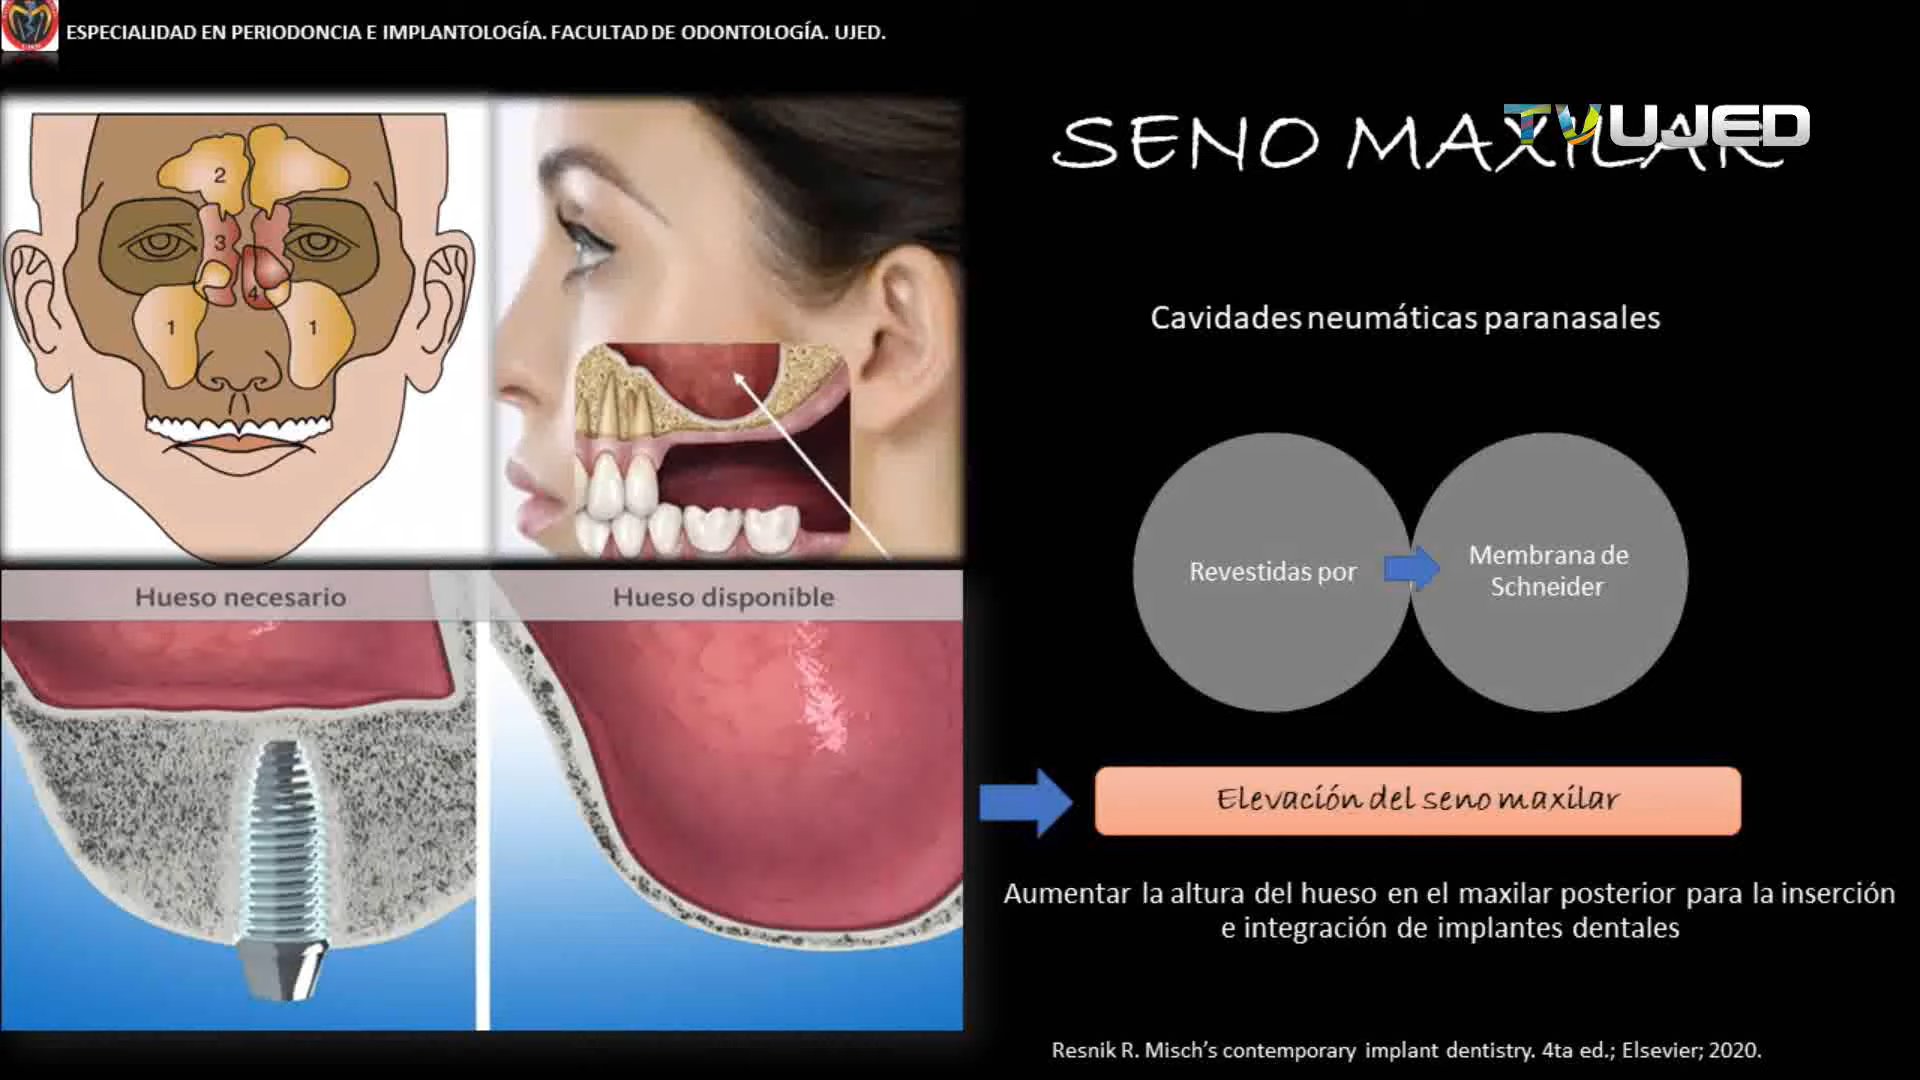 ESPECIALIDAD EN PERIODONCIA E IMPLANTOLOGÍA. FACULTAD DE ODONTOLOGÍA. UJED.
SENO MAXILAR
TVUJED
2
3
4
1
1
Cavidades neumáticas paranasales
Revestidas por
Membrana de
Schneider
Hueso necesario
Hueso disponible
Elevación del seno maxilar
Aumentar la altura del hueso en el maxilar posterior para la inserción
e integración de implantes dentales
Resnik R. Misch's contemporary implant dentistry. 4ta ed.; Elsevier; 2020.